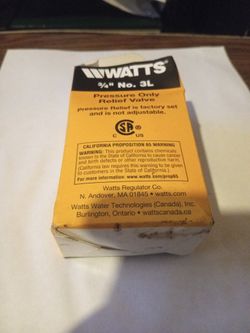 WATTS®
¾" No. 3L
Pressure Only
Relief Valve
pressure Relief is factory set
and is not adjustable.
C US
CALIFORNIA PROPOSITION 65 WARNING
WARNING: This product contains chemicals
known to the State of California to cause cancer
and birth defects or other reproductive harm.
(California law requires this warning to be given to
customers in the State of California.)
For more information: www.watts.com/prop65
Watts Regulator Co.
N. Andover, MA 01845 • watts.com
Watts Water Technologies (Canada), Inc.
Burlington, Ontario • wattscanada.ca